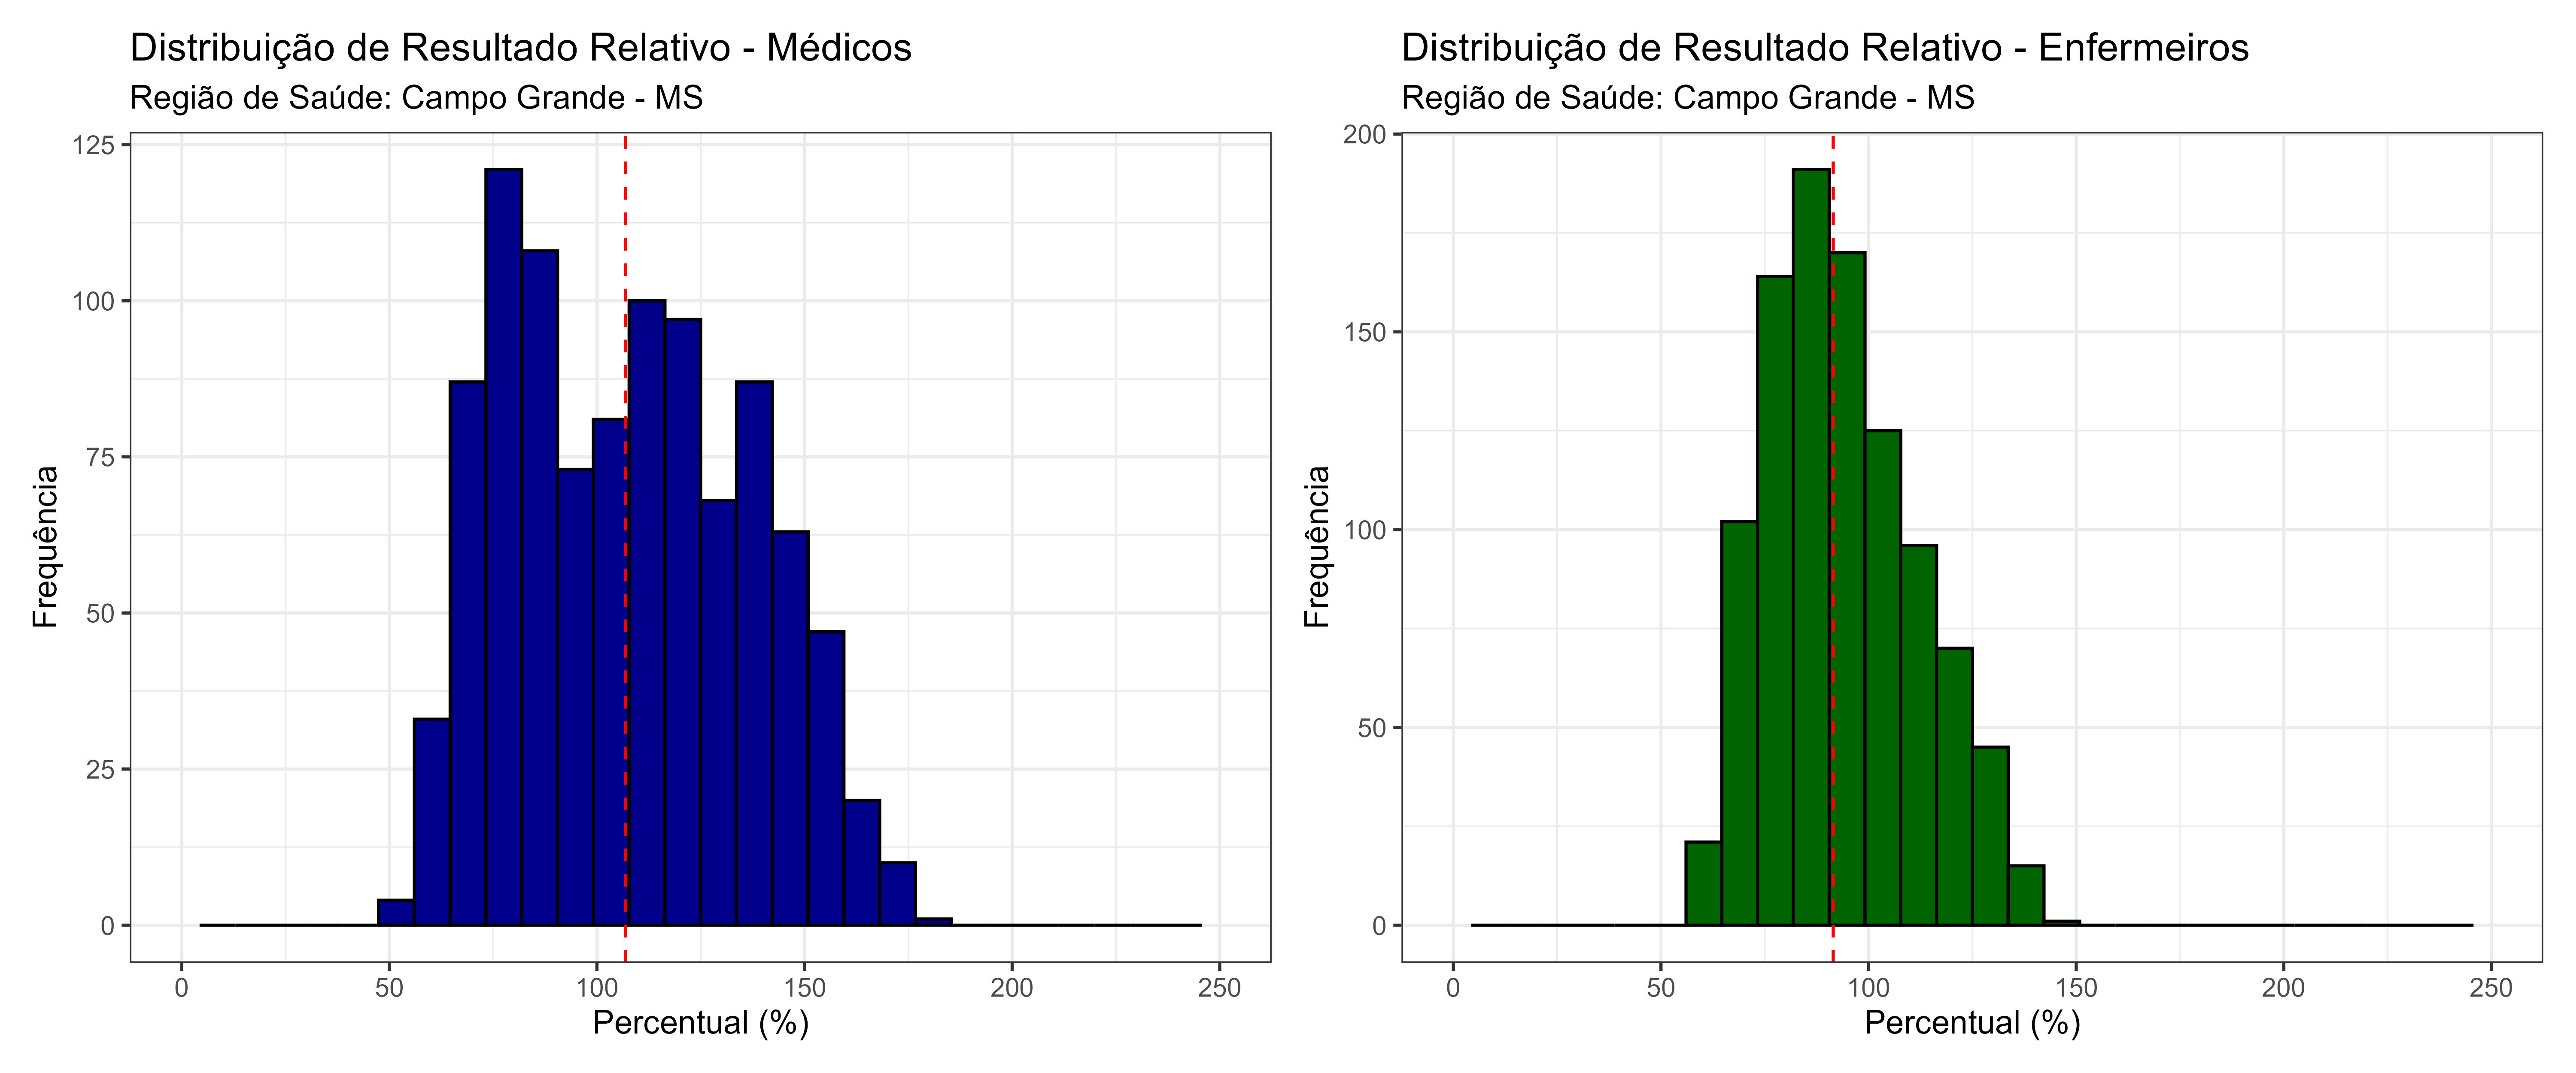 Distribuição de Resultado Relativo - Médicos
Região de Saúde: Campo Grande - MS
125
100
75
50
25
0
Frequência
0 50 100 150 200 250
Percentual (%)
Distribuição de Resultado Relativo - Enfermeiros
Região de Saúde: Campo Grande - MS
200
150
100
50
0
Frequência
0 50 100 150 200 250
Percentual (%)